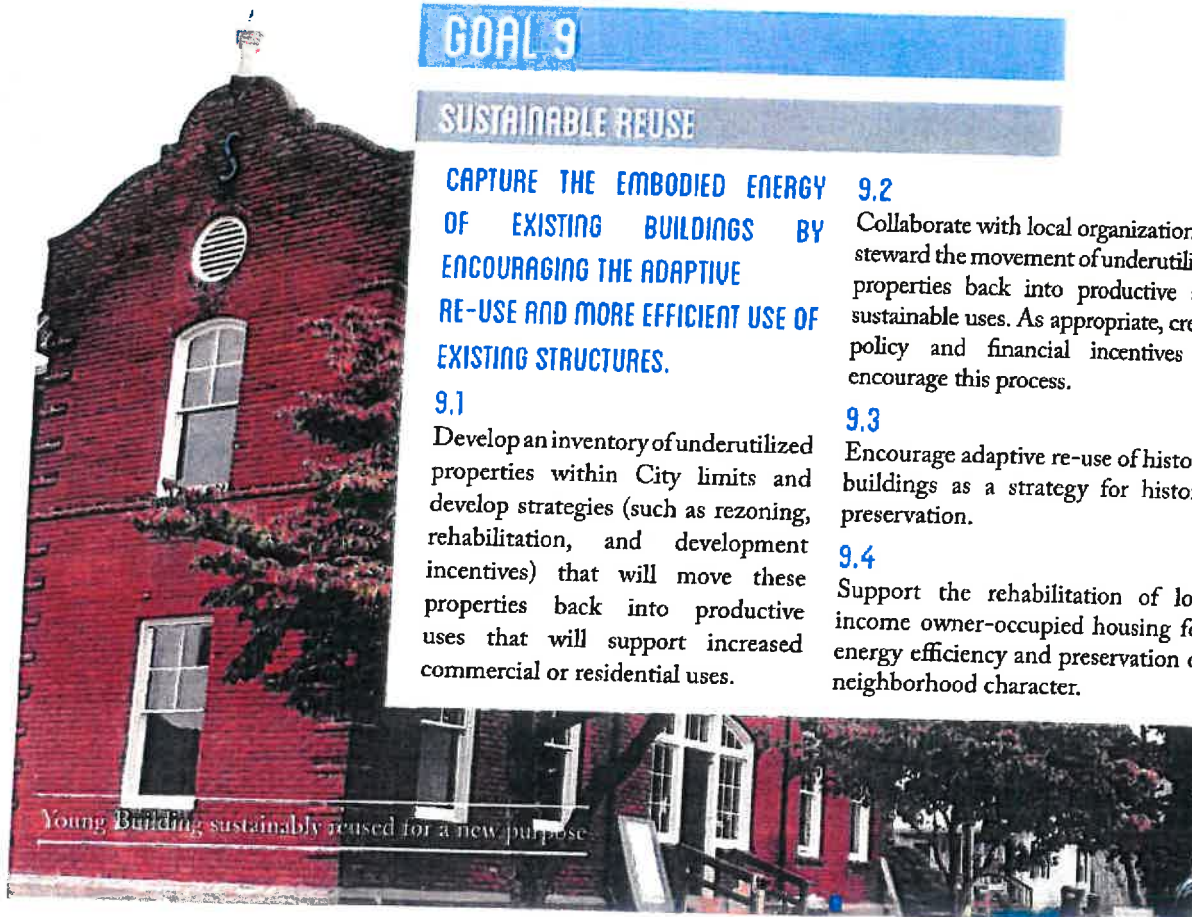 GOAL 9
SUSTAINABLE REUSE
CAPTURE THE EMBODIED ENERGY
OF EXISTING BUILDINGS BY
ENCOURAGING THE ADAPTIVE
RE-USE AND MORE EFFICIENT USE OF
EXISTING STRUCTURES.
9.1
Develop an inventory of underutilized
properties within City limits and
develop strategies (such as rezoning,
rehabilitation, and development
incentives) that will move these
properties back into productive
uses that will support increased
commercial or residential uses.
9.2
Collaborate with local organization
steward the movement of underutili
properties back into productive
sustainable uses. As appropriate, cre
policy and financial incentives
encourage this process.
9.3
Encourage adaptive re-use of histo
buildings as a strategy for histo
preservation.
9.4
Support the rehabilitation of lo
income owner-occupied housing f
energy efficiency and preservation
neighborhood character.
Young Building sustainably reused for a new purpose